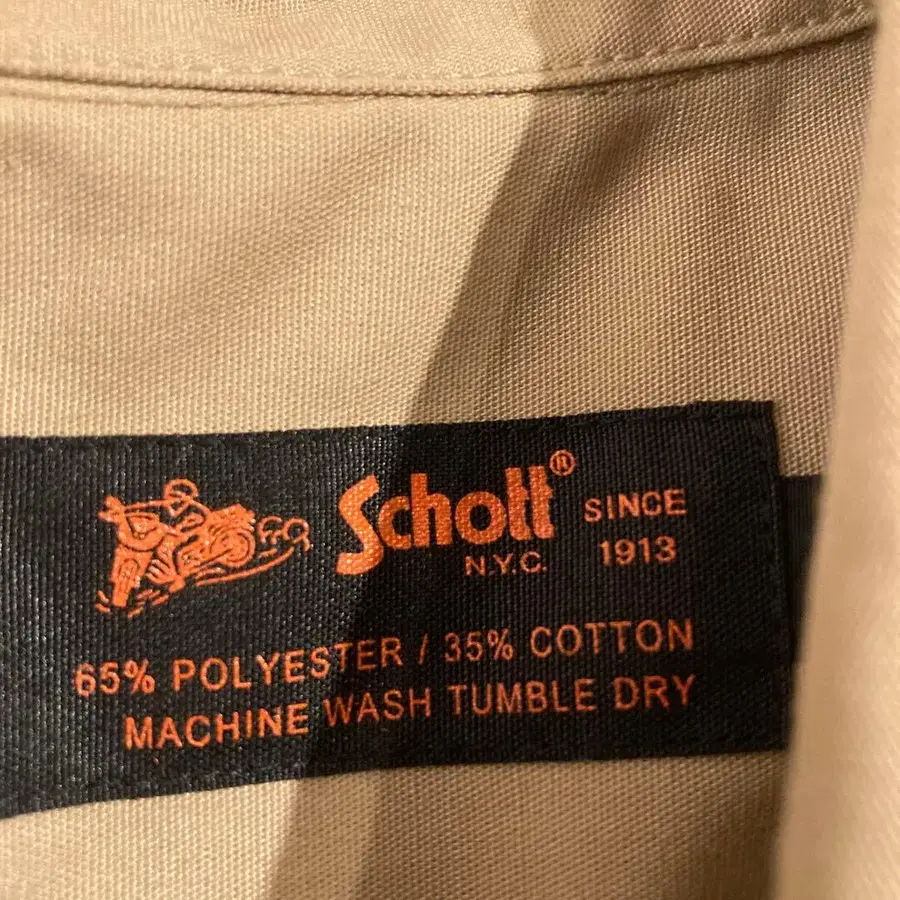 Schott®
N.Y.C.
SINCE
1913
65% POLYESTER / 35% COTTON
MACHINE WASH TUMBLE DRY